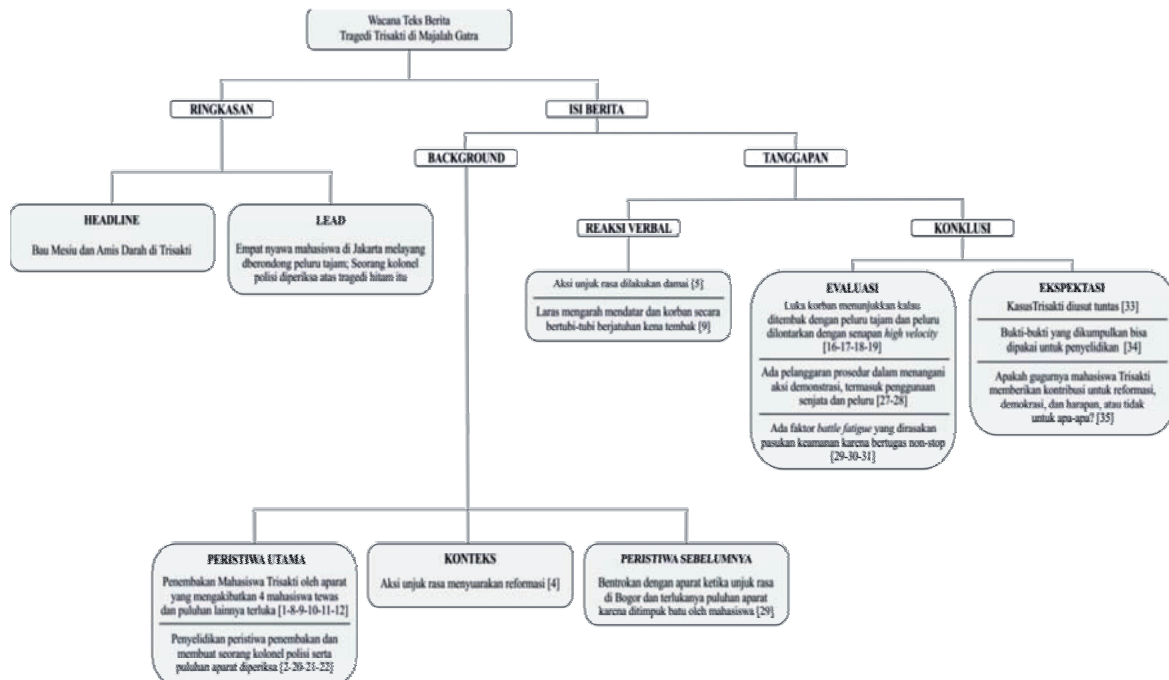 Wacana Teks Berita
Tragedi Trisakti di Majalah Gatra
RINGKASAN
ISI BERITA
BACKGROUND
TANGGAPAN
HEADLINE
Bau Mesiu dan Amis Darah di Trisakti
LEAD
Empat nyawa mahasiswa di Jakarta melayang
dberondong peluru tajam; Seorang kolonel
polisi diperiksa atas tragedi hitam itu
REAKSI VERBAL
KONKLUSI
Aksi unjuk rasa dilakukan damai [5]
Laras mengarah mendatar dan korban secara
bertubi-tubi berjatuhan kena tembak [9]
EVALUASI
Luka korban menunjukkan kalau
ditembak dengan peluru tajam dan peluru
dilontarkan dengan senapan high velocity
[16-17-18-19]
Ada pelanggaran prosedur dalam menangani
aksi demonstrasi, termasuk penggunaan
senjata dan peluru [27-28]
Ada faktor battle fatigue yang dirasakan
pasukan keamanan karena bertugas non-stop
[29-30-31]
EKSPEKTASI
KasusTrisakti diusut tuntas [33]
Bukti-bukti yang dikumpulkan bisa
dipakai untuk penyelidikan [34]
Apakah gugurnya mahasiswa Trisakti
memberikan kontribusi untuk reformasi,
demokrasi, dan harapan, atau tidak
untuk apa-apa? [35]
PERISTIWA UTAMA
Penembakan Mahasiswa Trisakti oleh aparat
yang mengakibatkan 4 mahasiswa tewas
dan puluhan lainnya terluka [1-8-9-10-11-12]
Penyelidikan peristiwa penembakan dan
membuat seorang kolonel polisi serta
puluhan aparat diperiksa [2-20-21-22]
KONTEKS
Aksi unjuk rasa menyuarakan reformasi [4]
PERISTIWA SEBELUMNYA
Bentrokan dengan aparat ketika unjuk rasa
di Bogor dan terlukanya puluhan aparat
karena ditimpuk batu oleh mahasiswa [29]